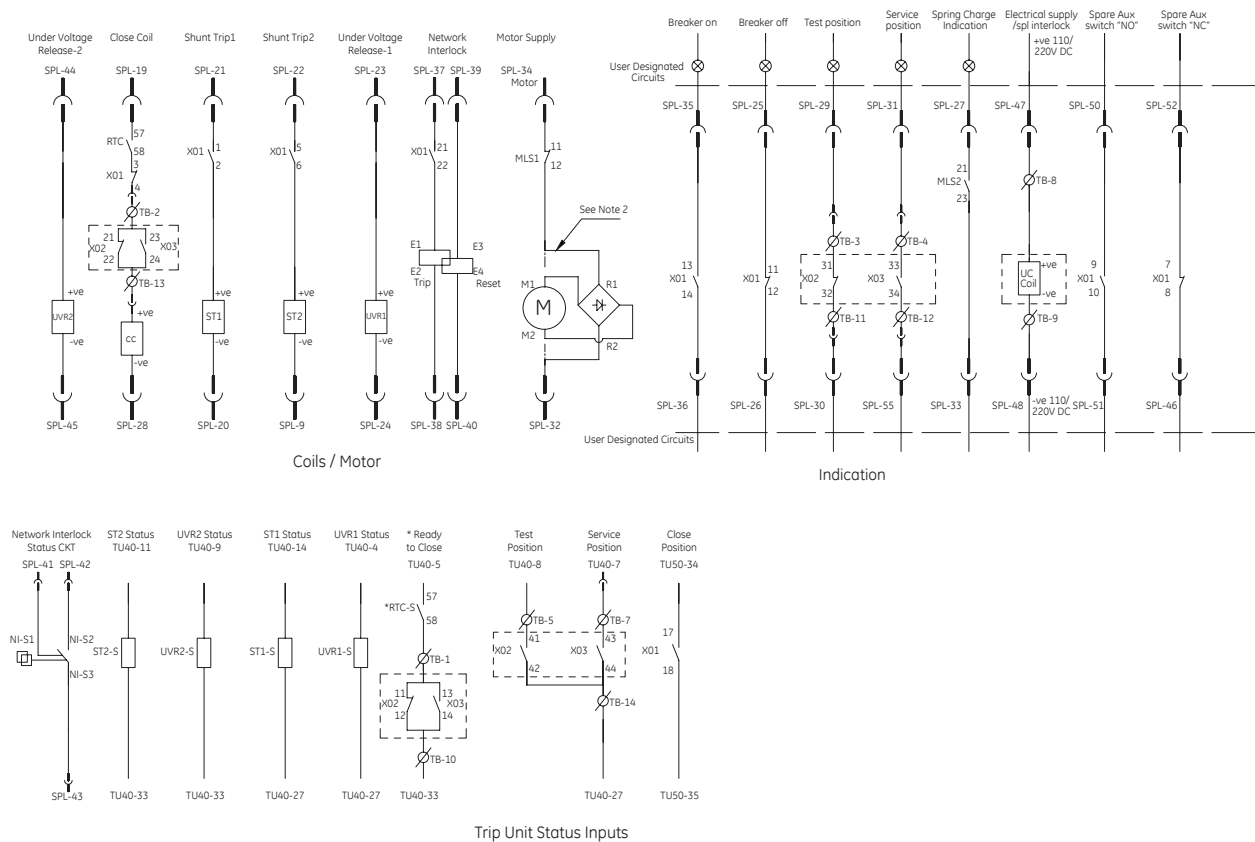 Under Voltage
Release-2
SPL-44
UVR2
+ve
-ve
SPL-45
Close Coil
SPL-19
RTC
57
58
X01
3
4
TB-2
21
22
X02
23
24
X03
TB-13
+ve
CC
-ve
SPL-28
Shunt Trip1
SPL-21
X01
1
2
+ve
ST1
-ve
SPL-20
Shunt Trip2
SPL-22
X01
5
6
+ve
ST2
-ve
SPL-9
Under Voltage
Release-1
SPL-23
+ve
UVR1
-ve
SPL-24
Network
Interlock
SPL-37 SPL-39
X01
21
22
E1
E2
Trip
E3
E4
Reset
SPL-38 SPL-40
Motor Supply
SPL-34
Motor
MLS1
11
12
See Note 2
M1
M
M2
R1
R2
SPL-32
Coils / Motor
User Designated
Circuits
Breaker on
SPL-35
13
X01
14
SPL-36
Breaker off
SPL-25
11
X01
12
SPL-26
Test position
SPL-29
TB-3
31
X02
32
TB-11
SPL-30
Service
position
SPL-31
TB-4
33
X03
34
TB-12
SPL-55
Spring Charge
Indication
SPL-27
21
MLS2
23
SPL-33
Electrical supply
/spl interlock
+ve 110/
220V DC
SPL-47
TB-8
+ve
UC
Coil
-ve
TB-9
SPL-48
-ve 110/
220V DC
Spare Aux
switch "NO"
SPL-50
9
X01
10
SPL-51
Spare Aux
switch "NC"
SPL-52
7
X01
8
SPL-46
User Designated Circuits
Indication
Network Interlock
Status CKT
SPL-41 SPL-42
NI-S1
NI-S2
NI-S3
SPL-43
ST2 Status
TU40-11
ST2-S
TU40-33
UVR2 Status
TU40-9
UVR2-S
TU40-33
ST1 Status
TU40-14
ST1-S
TU40-27
UVR1 Status
TU40-4
UVR1-S
TU40-27
* Ready
to Close
TU40-5
57
*RTC-S
58
TB-1
11
X02
12
13
X03
14
TB-10
TU40-33
Test
Position
TU40-8
TB-5
41
X02
42
Service
Position
TU40-7
TB-7
43
X03
44
TB-14
TU40-27
Close
Position
TU50-34
17
X01
18
TU50-35
Trip Unit Status Inputs